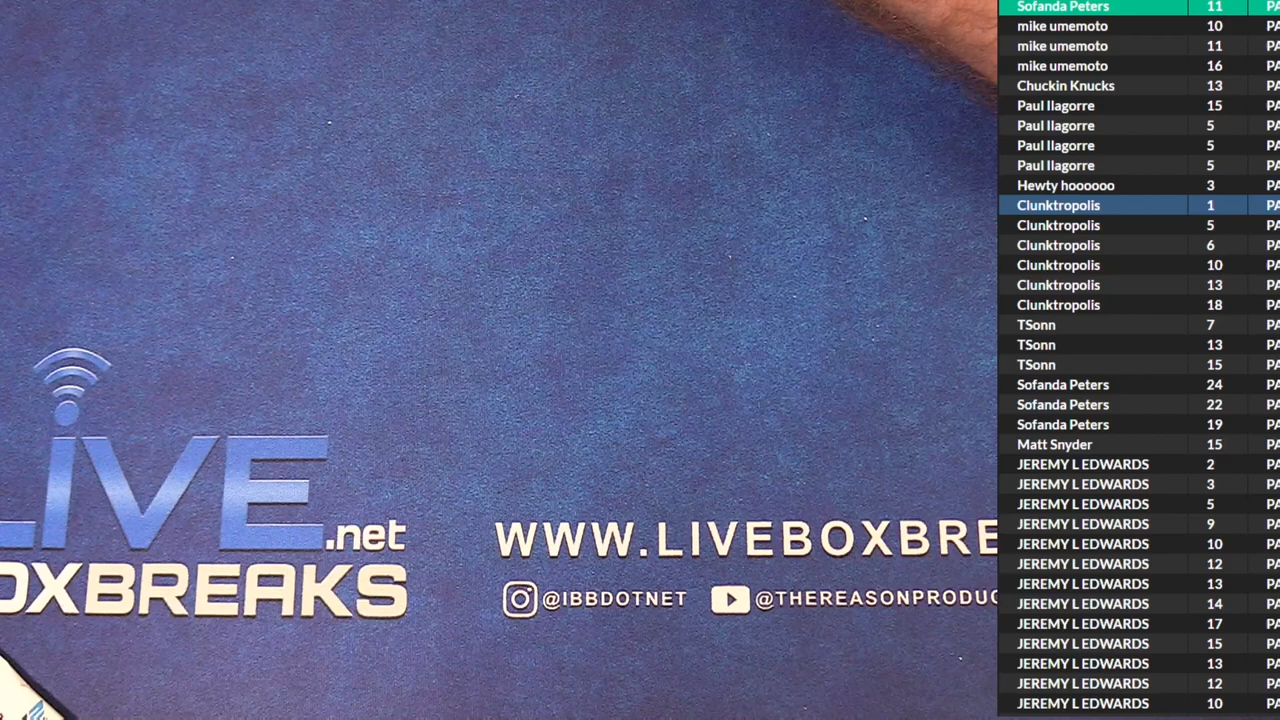 LIVE.net
OXBREAKS
WWW.LIVEBOXBRE
@IBBDOTNET @THEREASONPRODUC
Sofanda Peters 11 PA
mike umemoto 10 PA
mike umemoto 11 PA
mike umemoto 16 PA
Chuckin Knucks 13 PA
Paul Ilagorre 15 PA
Paul Ilagorre 5 PA
Paul Ilagorre 5 PA
Paul Ilagorre 5 PA
Hewty hoooooo 3 PA
Clunktropolis 1 PA
Clunktropolis 5 PA
Clunktropolis 6 PA
Clunktropolis 10 PA
Clunktropolis 13 PA
Clunktropolis 18 PA
TSonn 7 PA
TSonn 13 PA
TSonn 15 PA
Sofanda Peters 24 PA
Sofanda Peters 22 PA
Sofanda Peters 19 PA
Matt Snyder 15 PA
JEREMY L EDWARDS 2 PA
JEREMY L EDWARDS 3 PA
JEREMY L EDWARDS 5 PA
JEREMY L EDWARDS 9 PA
JEREMY L EDWARDS 10 PA
JEREMY L EDWARDS 12 PA
JEREMY L EDWARDS 13 PA
JEREMY L EDWARDS 14 PA
JEREMY L EDWARDS 17 PA
JEREMY L EDWARDS 15 PA
JEREMY L EDWARDS 13 PA
JEREMY L EDWARDS 12 PA
JEREMY L EDWARDS 10 PA